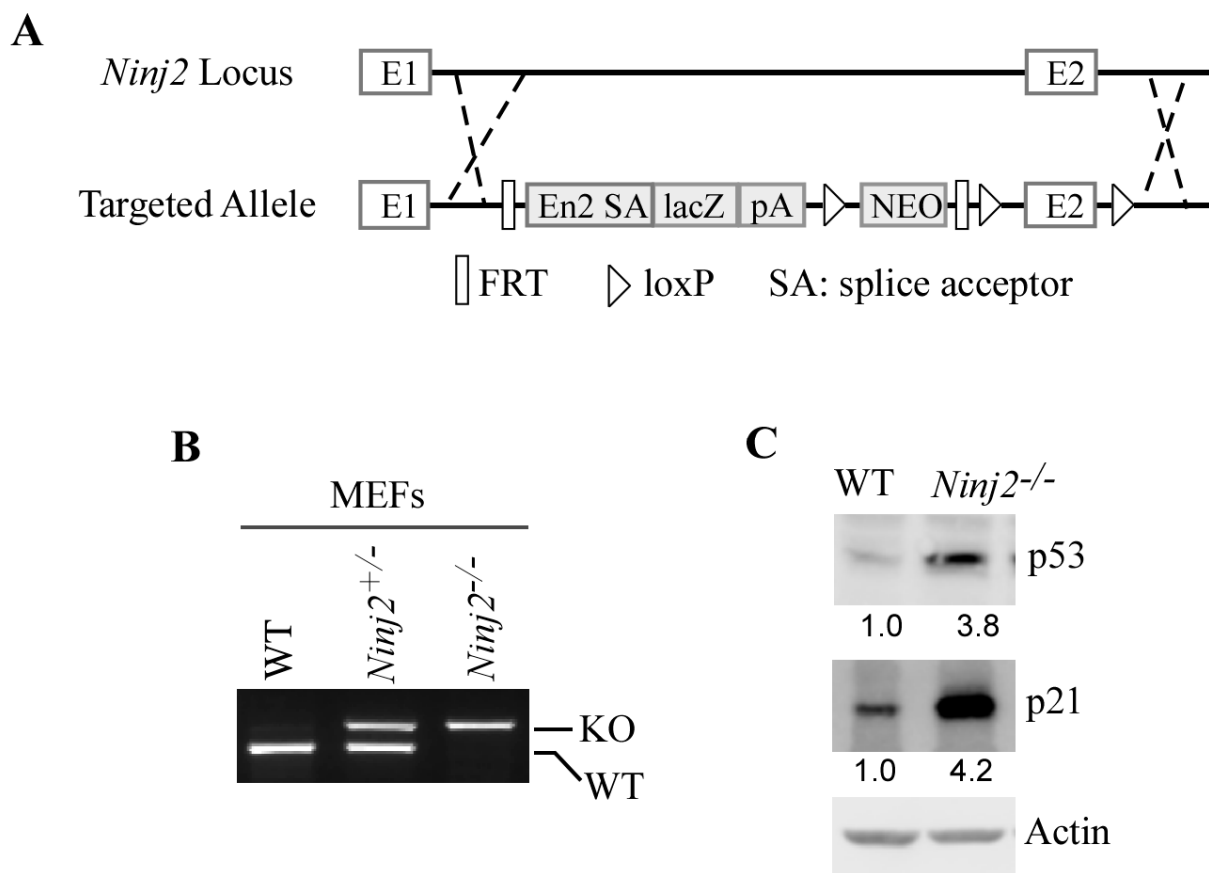 A
Ninj2 Locus
E1
E2
Targeted Allele
E1
En2 SA
lacZ
pA
NEO
E2
FRT
loxP
SA: splice acceptor
B
MEFs
WT
Ninj2+/-
Ninj2-/-
KO
WT
C
WT
Ninj2-/-
p53
1.0
3.8
p21
1.0
4.2
Actin